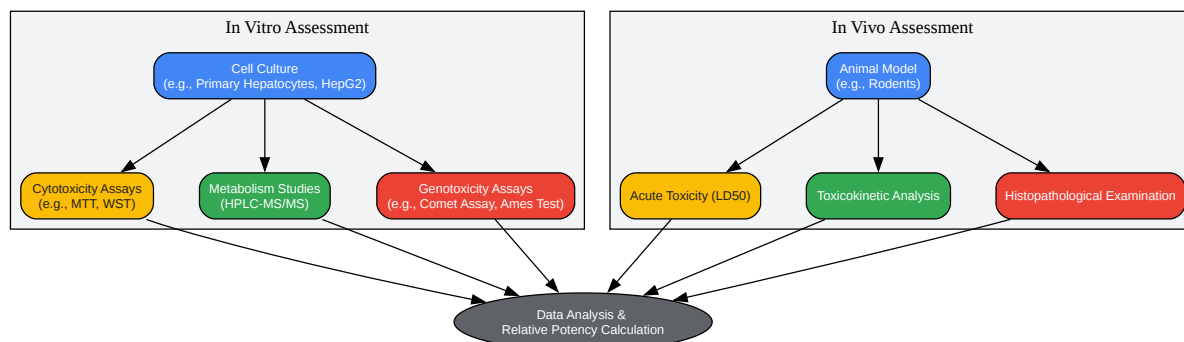 In Vitro Assessment
Cell Culture
(e.g., Primary Hepatocytes, HepG2)
Cytotoxicity Assays
(e.g., MTT, WST)
Metabolism Studies
(HPLC-MS/MS)
Genotoxicity Assays
(e.g., Comet Assay, Ames Test)
In Vivo Assessment
Animal Model
(e.g., Rodents)
Acute Toxicity (LD50)
Toxicokinetic Analysis
Histopathological Examination
Data Analysis &
Relative Potency Calculation